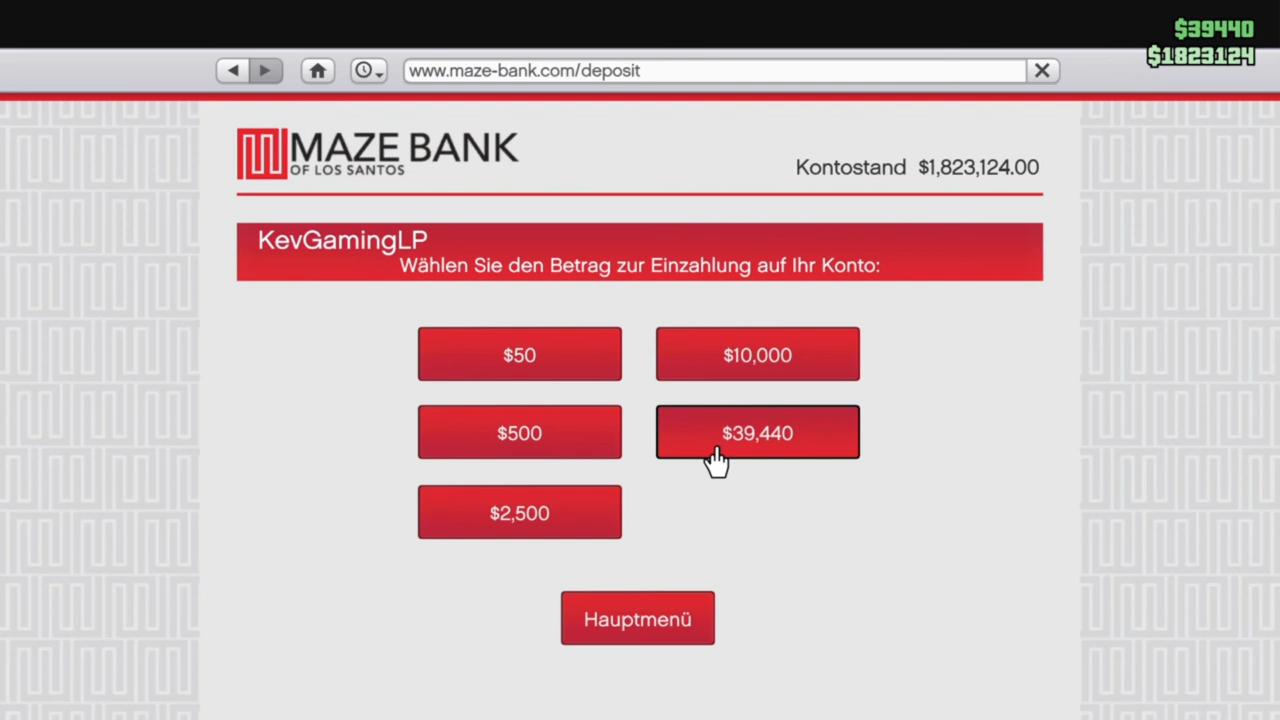 $39440
$1823124
www.maze-bank.com/deposit
MAZE BANK
OF LOS SANTOS
Kontostand $1,823,124.00
KevGamingLP
Wählen Sie den Betrag zur Einzahlung auf Ihr Konto:
$50
$10,000
$500
$39,440
$2,500
Hauptmenü